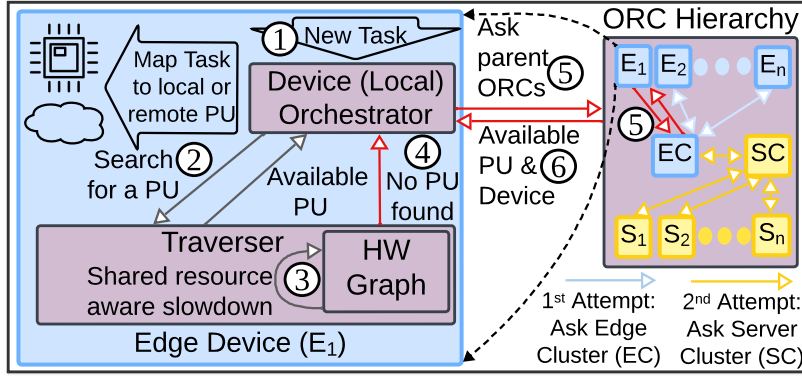 1 New Task
Map Task
to local or
remote PU
Device (Local)
Orchestrator
Search 2
for a PU
Available
PU
4
No PU
found
Traverser
Shared resource
aware slowdown
3
HW
Graph
Edge Device (E1)
Ask
parent 5
ORCs
Available
PU & 6
Device
ORC Hierarchy
E1 E2 En
5
EC SC
S1 S2 Sn
1st Attempt:
Ask Edge
Cluster (EC)
2nd Attempt:
Ask Server
Cluster (SC)